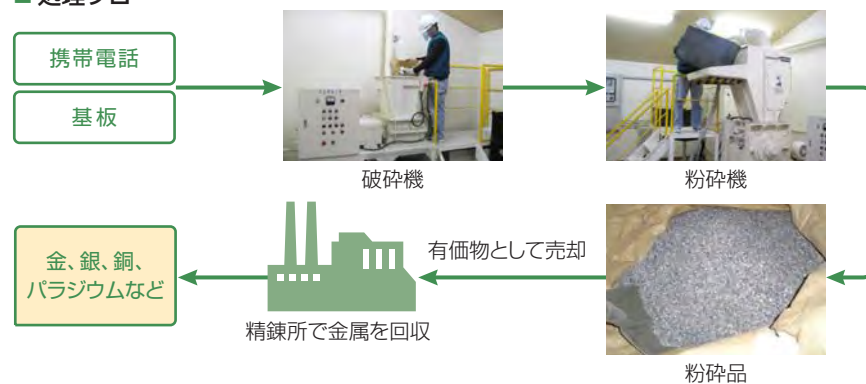 ■ 処理フロー
携帯電話
基板
破砕機
粉砕機
金、銀、銅、
パラジウムなど
有価物として売却
精錬所で金属を回収
粉砕品